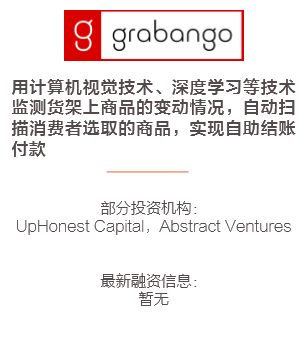 grabango
用计算机视觉技术、深度学习等技术
监测货架上商品的变动情况，自动扫
描消费者选取的商品，实现自助结账
付款
部分投资机构：
UpHonest Capital，Abstract Ventures
最新融资信息：
暂无